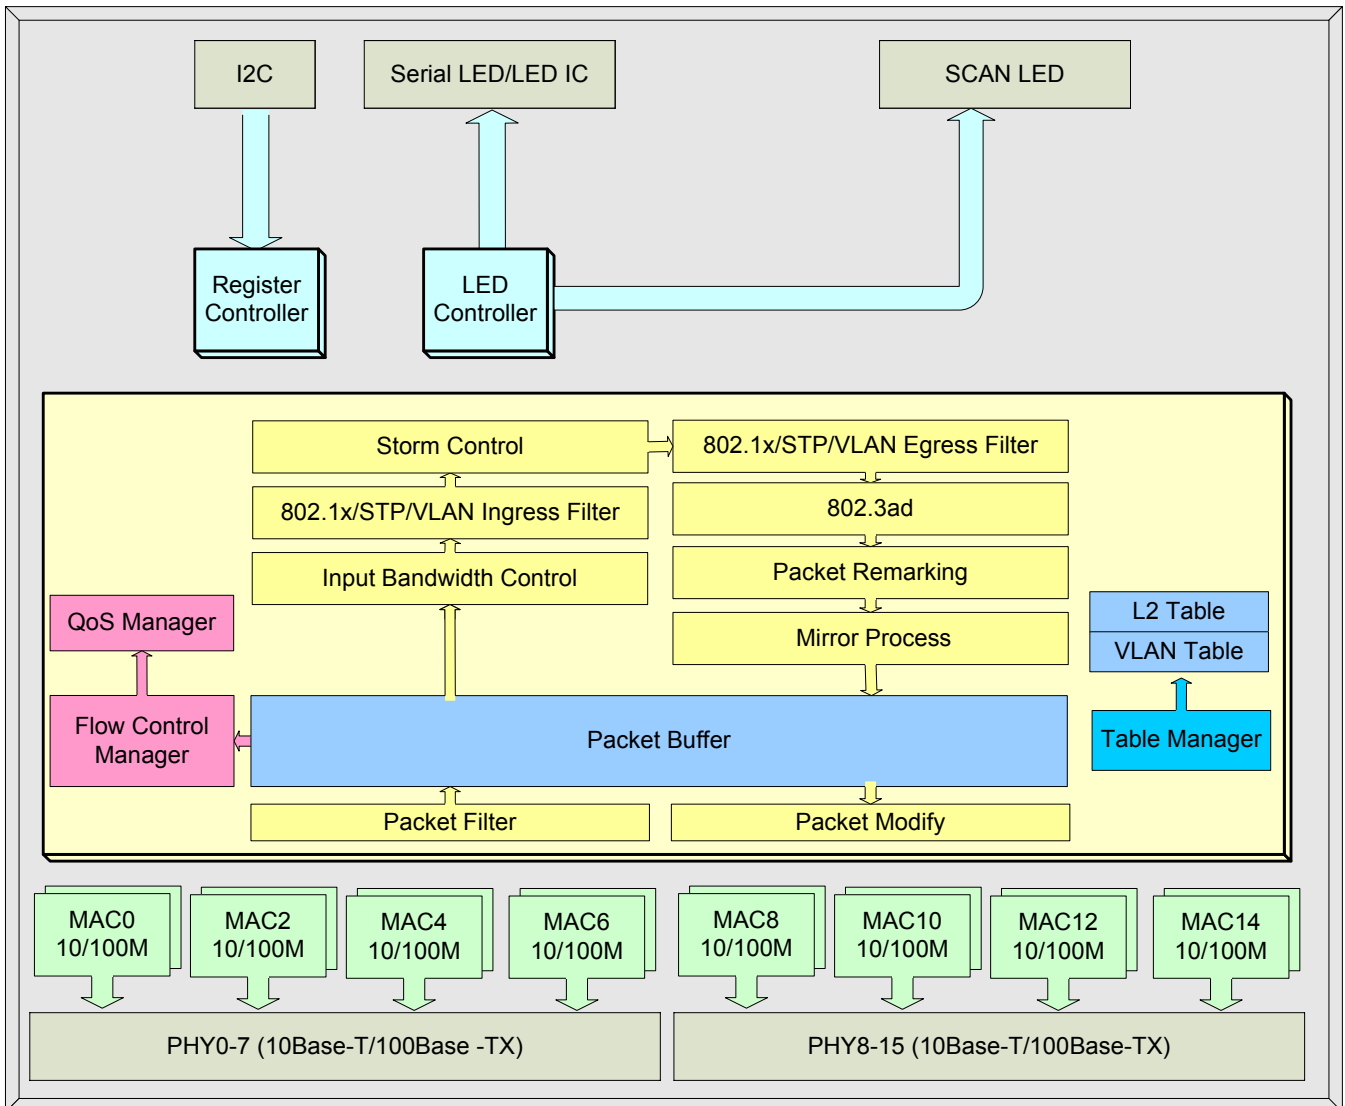 I2C
Serial LED/LED IC
SCAN LED
Register
Controller
LED
Controller
Storm Control
802.1x/STP/VLAN Egress Filter
802.1x/STP/VLAN Ingress Filter
802.3ad
Input Bandwidth Control
Packet Remarking
QoS Manager
Mirror Process
L2 Table
VLAN Table
Flow Control
Manager
Packet Buffer
Table Manager
Packet Filter
Packet Modify
MAC0
10/100M
MAC2
10/100M
MAC4
10/100M
MAC6
10/100M
MAC8
10/100M
MAC10
10/100M
MAC12
10/100M
MAC14
10/100M
PHY0-7 (10Base-T/100Base -TX)
PHY8-15 (10Base-T/100Base-TX)